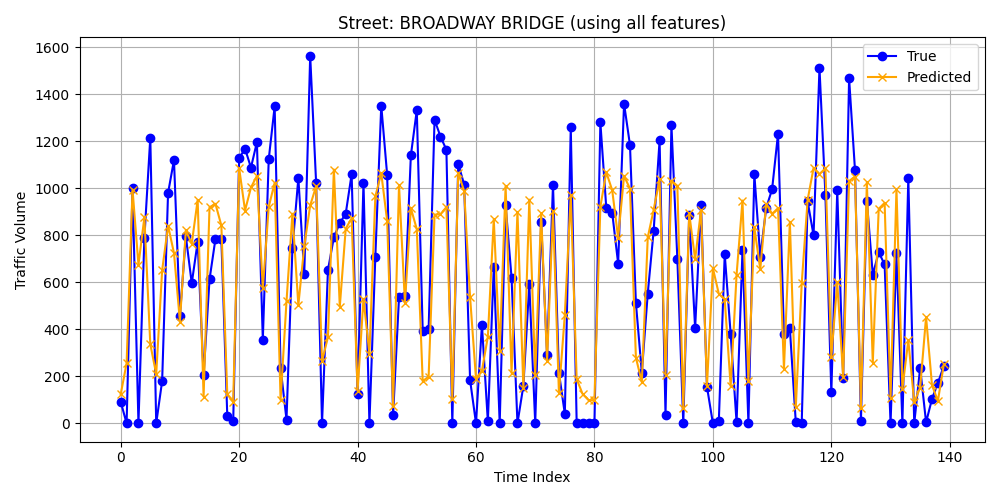 Street: BROADWAY BRIDGE (using all features)
True
Predicted
Traffic Volume
1600
1400
1200
1000
800
600
400
200
0
0 20 40 60 80 100 120 140
Time Index